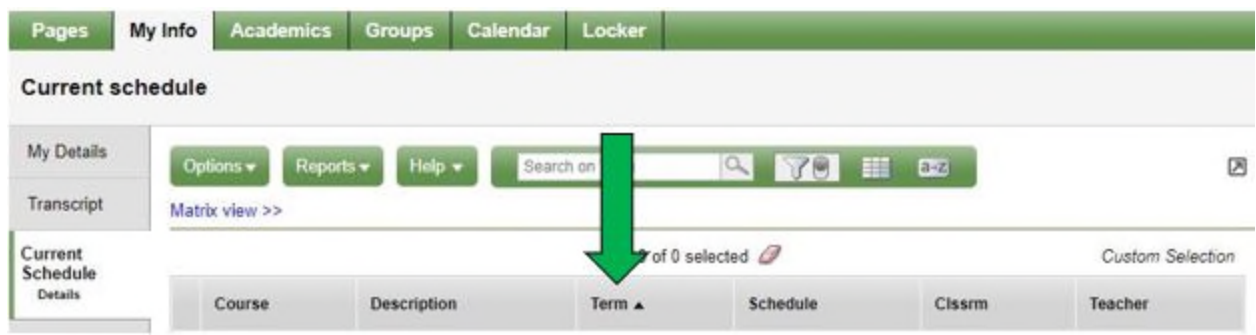 Pages My Info Academics Groups Calendar Locker
Current schedule
My Details
Options Reports Help Search on a-z
Transcript
Matrix view >>
Current
Schedule
Details
of 0 selected Custom Selection
Course Description Term Schedule Clssrm Teacher